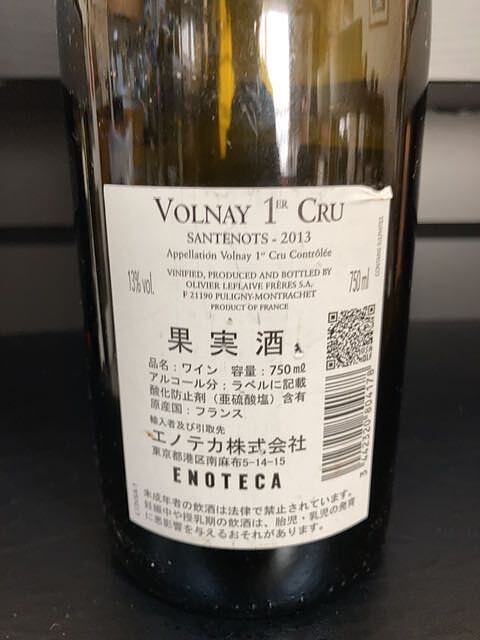 VOLNAY 1ER CRU
SANTENOTS - 2013
Appellation Volnay 1er Cru Contrôlée
13% vol.
VINIFIED, PRODUCED AND BOTTLED BY
OLIVIER LEFLAIVE FRÈRES S.A.
F 21190 PULIGNY-MONTRACHET
PRODUCT OF FRANCE
750 ml
CONTAINS SULPHITES
果実酒
品名：ワイン 容量：750mℓ
アルコール分：ラベルに記載
酸化防止剤（亜硫酸塩）含有
原産国：フランス
輸入者及び引取先
エノテカ株式会社
東京都港区南麻布5-14-15
ENOTECA
3 442320 804178
未成年者の飲酒は法律で禁止されています。
妊娠中や授乳期の飲酒は、胎児・乳児の発育
に悪影響を与えるおそれがあります。